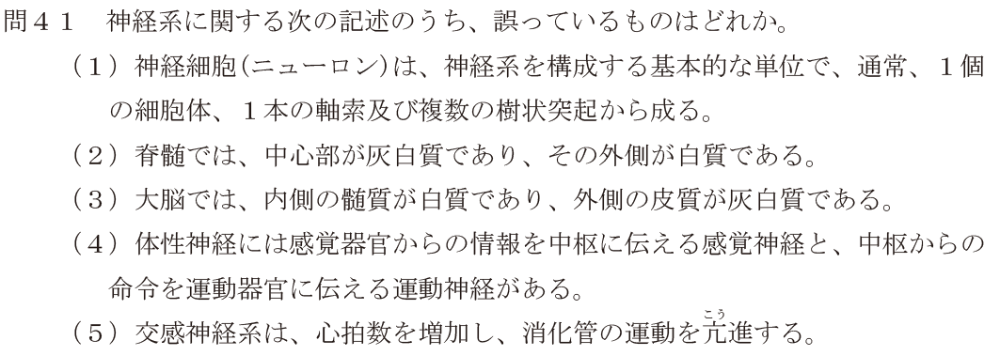 問４１　神経系に関する次の記述のうち、誤っているものはどれか。
（１）神経細胞（ニューロン）は、神経系を構成する基本的な単位で、通常、１個
の細胞体、１本の軸索及び複数の樹状突起から成る。
（２）脊髄では、中心部が灰白質であり、その外側が白質である。
（３）大脳では、内側の髄質が白質であり、外側の皮質が灰白質である。
（４）体性神経には感覚器官からの情報を中枢に伝える感覚神経と、中枢からの
命令を運動器官に伝える運動神経がある。
こう
（５）交感神経系は、心拍数を増加し、消化管の運動を亢進する。